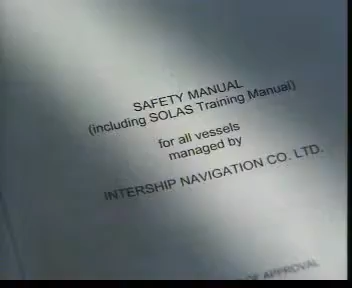 SAFETY MANUAL
(including SOLAS Training Manual)
for all vessels
managed by
INTERSHIP NAVIGATION CO. LTD.
OF APPROVAL